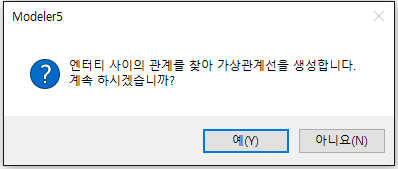 Modeler5
엔터티 사이의 관계를 찾아 가상관계선을 생성합니다.
계속 하시겠습니까?
예(Y)
아니요(N)